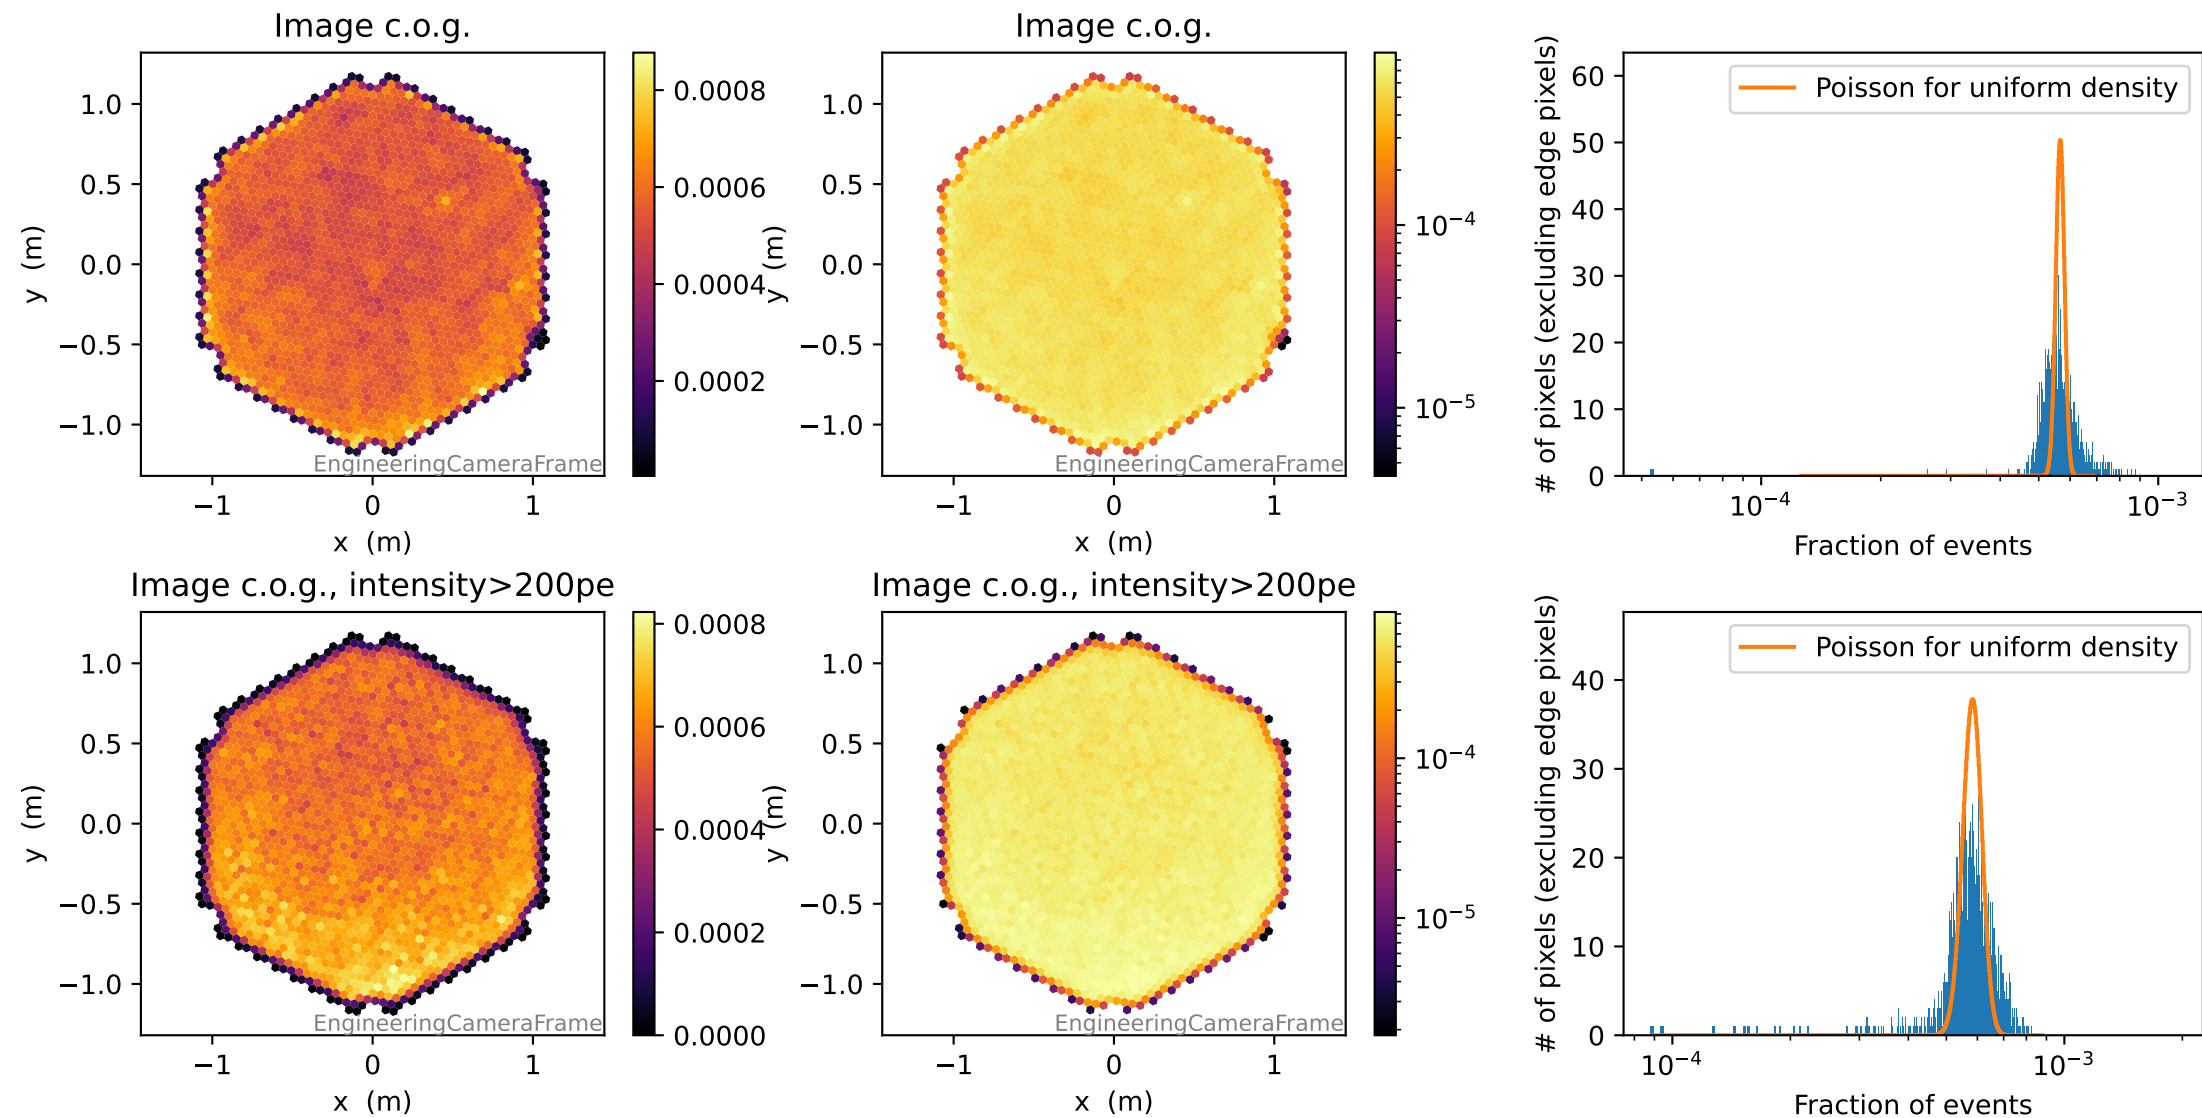 Image c.o.g.
1.0
0.5
0.0
−0.5
−1.0
y (m)
−1
0
1
x (m)
EngineeringCameraFrame
0.0008
0.0006
0.0004
0.0002
Image c.o.g.
1.0
0.5
0.0
−0.5
−1.0
y (m)
−1
0
1
x (m)
EngineeringCameraFrame
10⁻⁴
10⁻⁵
# of pixels (excluding edge pixels)
60
50
40
30
20
10
0
Poisson for uniform density
10⁻⁴
10⁻³
Fraction of events
Image c.o.g., intensity>200pe
1.0
0.5
0.0
−0.5
−1.0
y (m)
−1
0
1
x (m)
EngineeringCameraFrame
0.0008
0.0006
0.0004
0.0002
0.0000
Image c.o.g., intensity>200pe
1.0
0.5
0.0
−0.5
−1.0
y (m)
−1
0
1
x (m)
EngineeringCameraFrame
10⁻⁴
10⁻⁵
# of pixels (excluding edge pixels)
40
30
20
10
0
Poisson for uniform density
10⁻⁴
10⁻³
Fraction of events